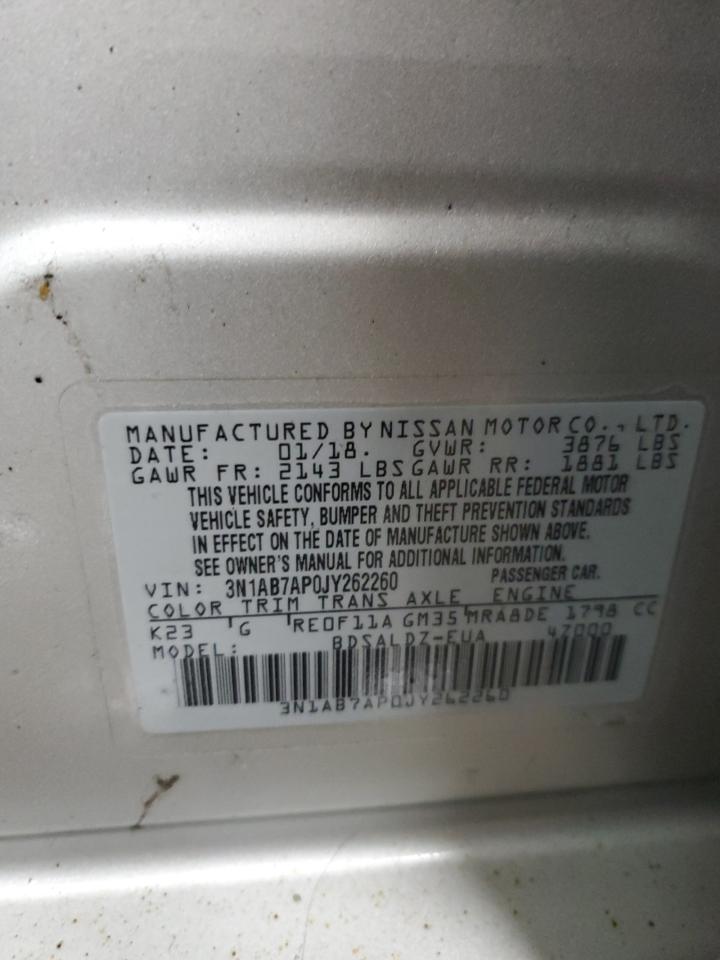 MANUFACTURED BY NISSAN MOTOR CO., LTD.
DATE: 01/18. GVWR: 3876 LBS
GAWR FR: 2143 LBS GAWR RR: 1881 LBS
THIS VEHICLE CONFORMS TO ALL APPLICABLE FEDERAL MOTOR
VEHICLE SAFETY, BUMPER AND THEFT PREVENTION STANDARDS
IN EFFECT ON THE DATE OF MANUFACTURE SHOWN ABOVE.
SEE OWNER'S MANUAL FOR ADDITIONAL INFORMATION.
VIN: 3N1AB7AP0JY262260 PASSENGER CAR.
COLOR TRIM TRANS AXLE ENGINE
K23 G RE0F11A GM35 MRA8DE 1798 CC
MODEL: BDSALDZ-EUA 47000
3N1AB7AP0JY262260